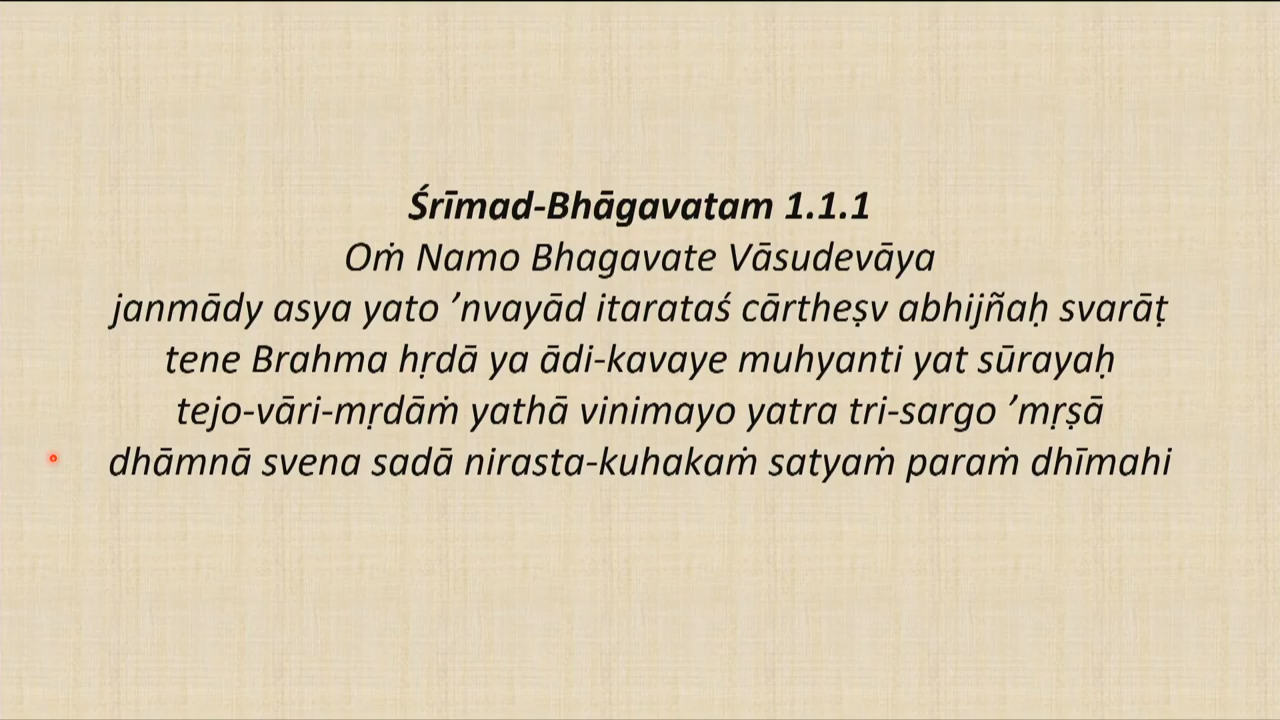 Śrīmad-Bhāgavatam 1.1.1
Oṁ Namo Bhagavate Vāsudevāya
janmādy asya yato ’nvayād itarataś cārtheṣv abhijñaḥ svarāṭ
tene Brahma hṛdā ya ādi-kavaye muhyanti yat sūrayaḥ
tejo-vāri-mṛdāṁ yathā vinimayo yatra tri-sargo ’mṛṣā
dhāmnā svena sadā nirasta-kuhakaṁ satyaṁ paraṁ dhīmahi